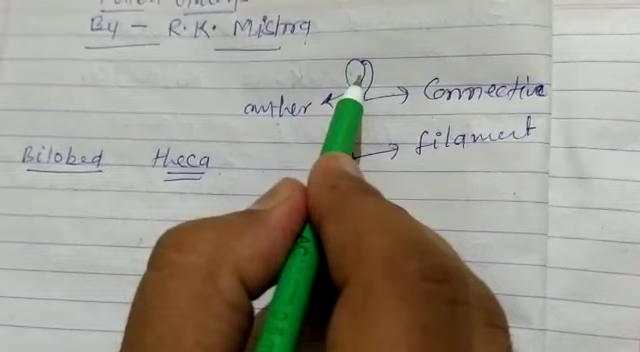 By - R.K. Mishra
anther Connective
filament
Bilobed theca